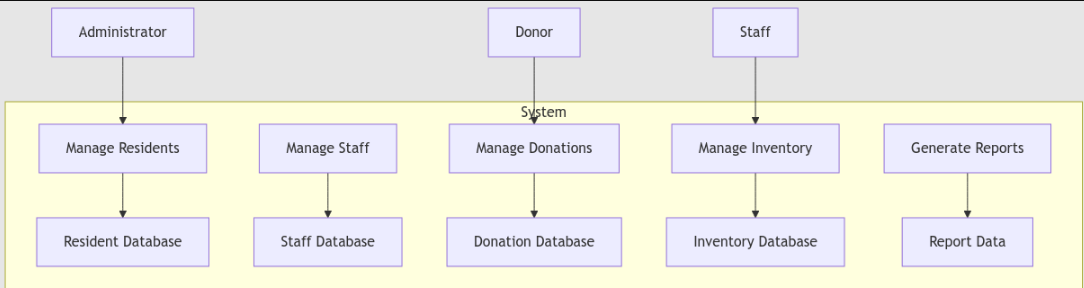 Administrator
Donor
Staff
System
Manage Residents
Manage Staff
Manage Donations
Manage Inventory
Generate Reports
Resident Database
Staff Database
Donation Database
Inventory Database
Report Data